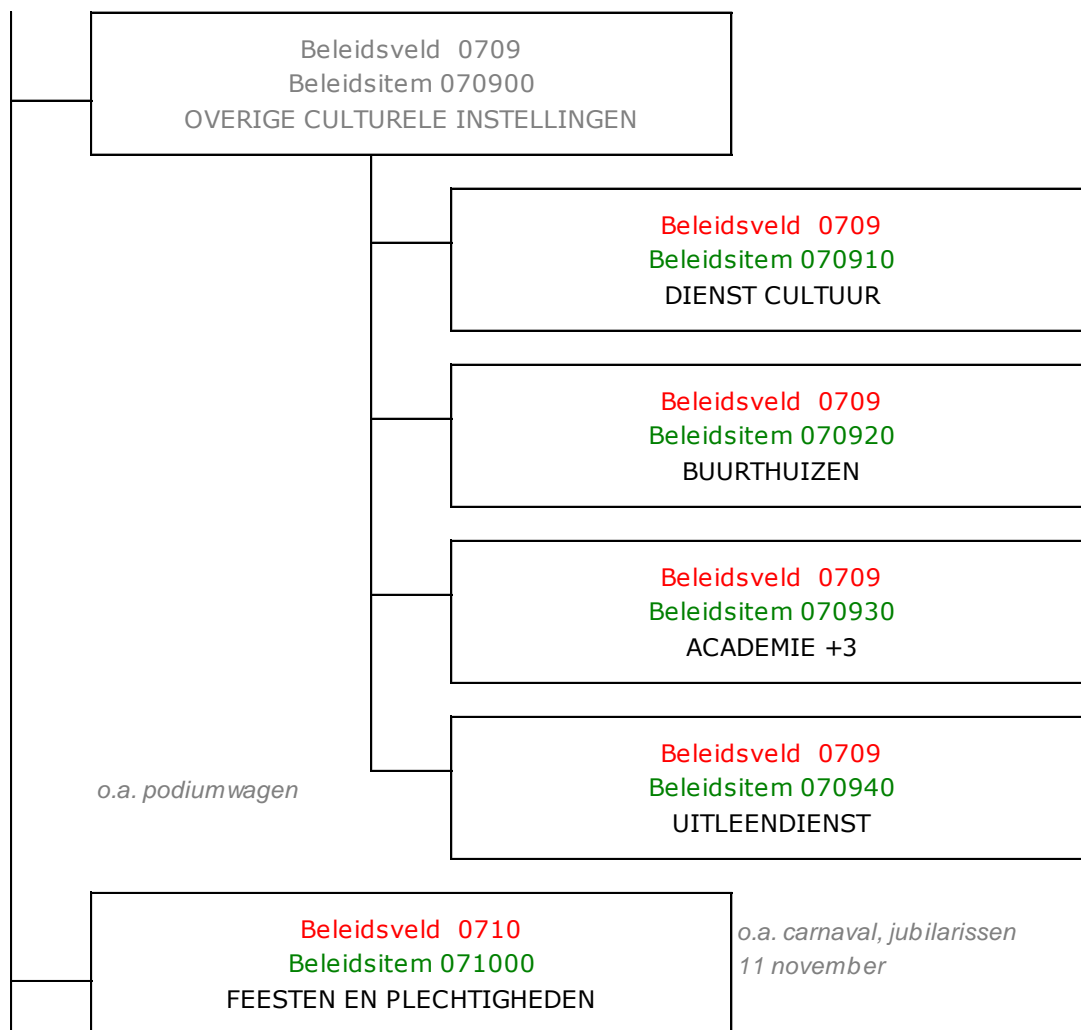 Beleidsveld 0709
Beleidsitem 070900
OVERIGE CULTURELE INSTELLINGEN
Beleidsveld 0709
Beleidsitem 070910
DIENST CULTUUR
Beleidsveld 0709
Beleidsitem 070920
BUURTHUIZEN
Beleidsveld 0709
Beleidsitem 070930
ACADEMIE +3
Beleidsveld 0709
o.a. podiumwagen
Beleidsitem 070940
UITLEENDIENST
Beleidsveld 0710
Beleidsitem 071000
FEESTEN EN PLECHTIGHEDEN
o.a. carnaval, jubilarissen
11 november